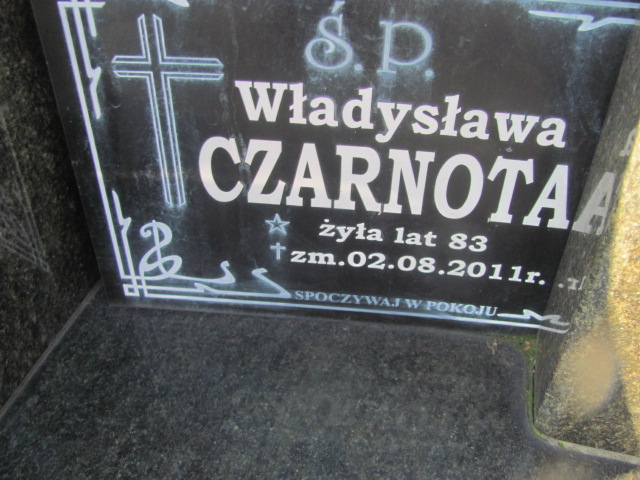 Ś.P.
Władysława
CZARNOTA
żyła lat 83
zm.02.08.2011r.
SPOCZYWAJ W POKOJU